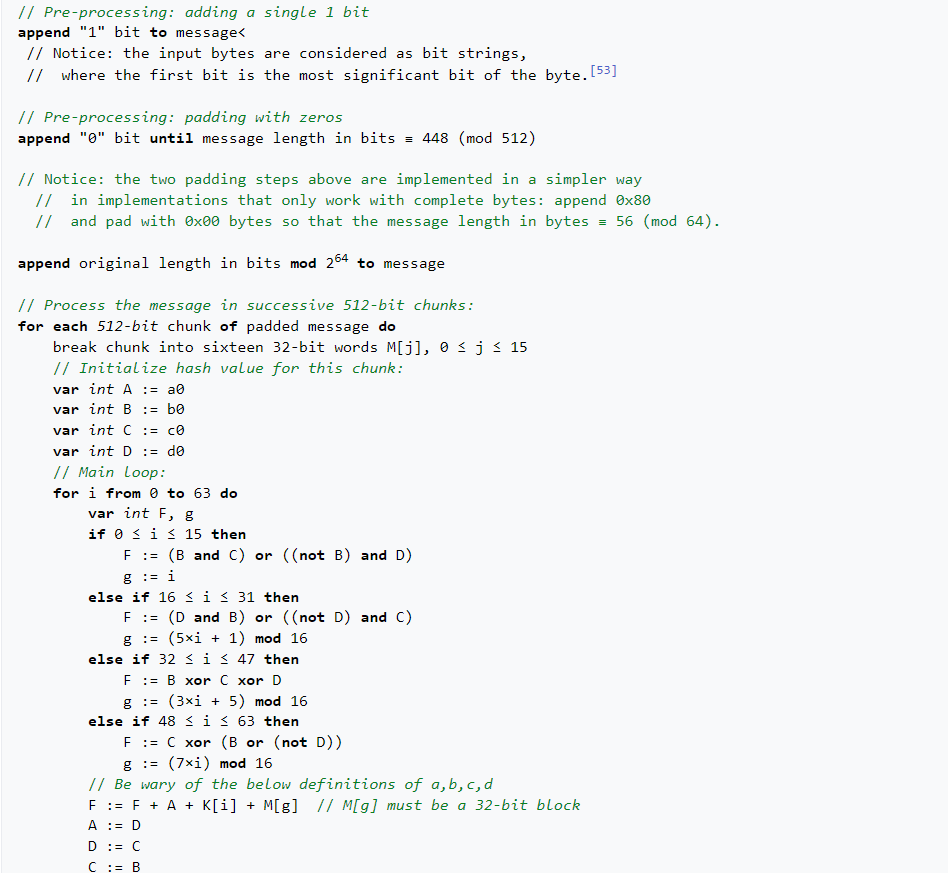 // Pre-processing: adding a single 1 bit
append "1" bit to message<
 // Notice: the input bytes are considered as bit strings,
 //  where the first bit is the most significant bit of the byte.[53]

// Pre-processing: padding with zeros
append "0" bit until message length in bits ≡ 448 (mod 512)

// Notice: the two padding steps above are implemented in a simpler way
  //  in implementations that only work with complete bytes: append 0x80
  //  and pad with 0x00 bytes so that the message length in bytes ≡ 56 (mod 64).

append original length in bits mod 2⁶⁴ to message

// Process the message in successive 512-bit chunks:
for each 512-bit chunk of padded message do
    break chunk into sixteen 32-bit words M[j], 0 ≤ j ≤ 15
    // Initialize hash value for this chunk:
    var int A := a0
    var int B := b0
    var int C := c0
    var int D := d0
    // Main loop:
    for i from 0 to 63 do
        var int F, g
        if 0 ≤ i ≤ 15 then
            F := (B and C) or ((not B) and D)
            g := i
        else if 16 ≤ i ≤ 31 then
            F := (D and B) or ((not D) and C)
            g := (5×i + 1) mod 16
        else if 32 ≤ i ≤ 47 then
            F := B xor C xor D
            g := (3×i + 5) mod 16
        else if 48 ≤ i ≤ 63 then
            F := C xor (B or (not D))
            g := (7×i) mod 16
        // Be wary of the below definitions of a,b,c,d
        F := F + A + K[i] + M[g]  // M[g] must be a 32-bit block
        A := D
        D := C
        C := B